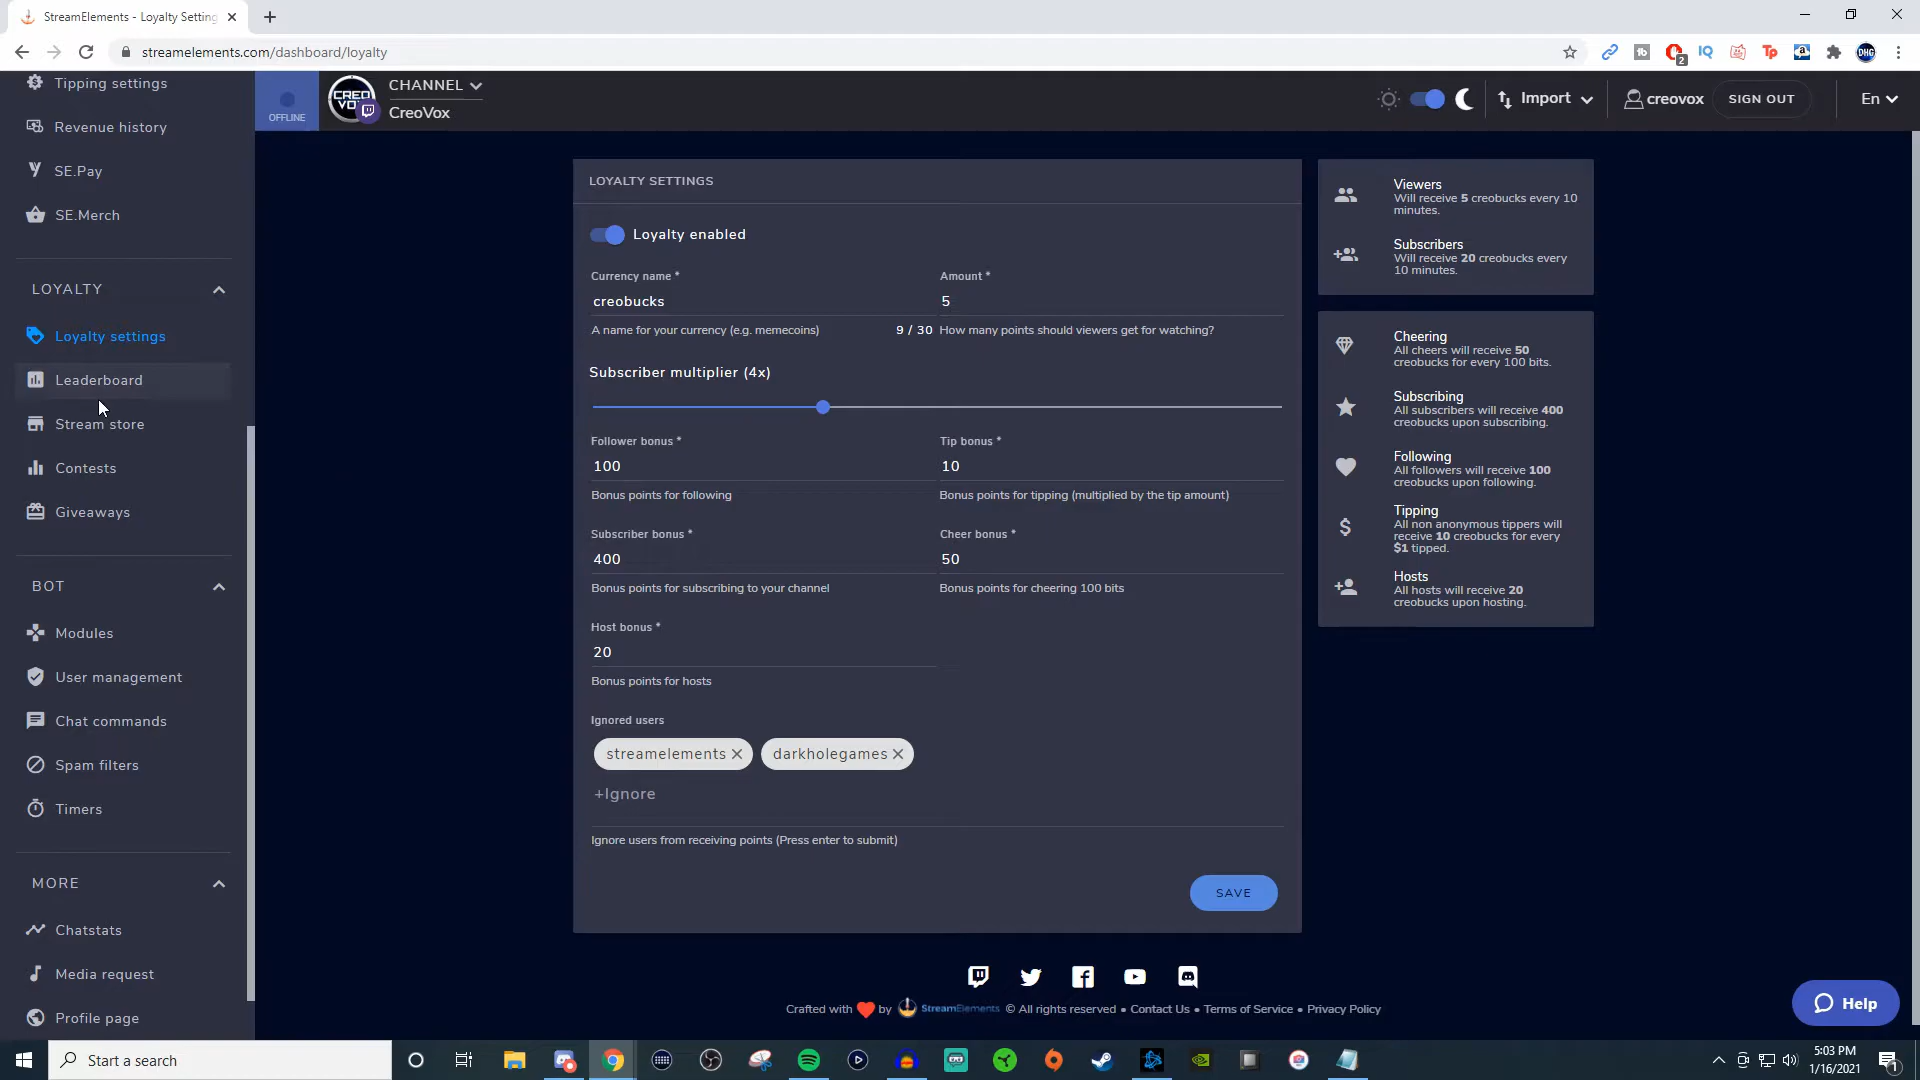 StreamElements - Loyalty Setting
streamelements.com/dashboard/loyalty
Tipping settings
Revenue history
SE.Pay
SE.Merch
LOYALTY
Loyalty settings
Leaderboard
Stream store
Contests
Giveaways
BOT
Modules
User management
Chat commands
Spam filters
Timers
MORE
Chatstats
Media request
Profile page
OFFLINE
CREO
VO
CHANNEL
CreoVox
Import
creovox
SIGN OUT
En
LOYALTY SETTINGS
Loyalty enabled
Currency name *
creobucks
A name for your currency (e.g. memecoins)
9 / 30
Amount *
5
How many points should viewers get for watching?
Subscriber multiplier (4x)
Follower bonus *
100
Bonus points for following
Tip bonus *
10
Bonus points for tipping (multiplied by the tip amount)
Subscriber bonus *
400
Bonus points for subscribing to your channel
Cheer bonus *
50
Bonus points for cheering 100 bits
Host bonus *
20
Bonus points for hosts
Ignored users
streamelements
darkholegames
+Ignore
Ignore users from receiving points (Press enter to submit)
SAVE
Viewers
Will receive 5 creobucks every 10
minutes.
Subscribers
Will receive 20 creobucks every
10 minutes.
Cheering
All cheers will receive 50
creobucks for every 100 bits.
Subscribing
All subscribers will receive 400
creobucks upon subscribing.
Following
All followers will receive 100
creobucks upon following.
Tipping
All non anonymous tippers will
receive 10 creobucks for every
$1 tipped.
Hosts
All hosts will receive 20
creobucks upon hosting.
Crafted with by StreamElements © All rights reserved • Contact Us • Terms of Service • Privacy Policy
Help
Start a search
5:03 PM
1/16/2021